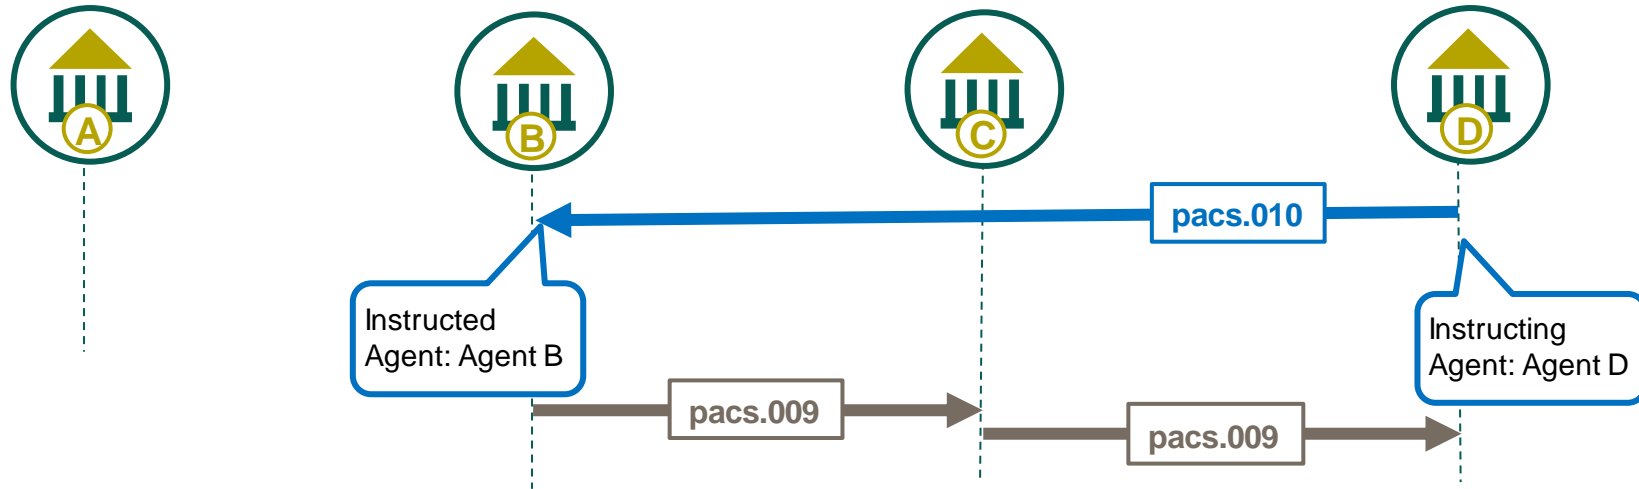 A
B
C
D
pacs.010
Instructed
Agent: Agent B
Instructing
Agent: Agent D
pacs.009
pacs.009